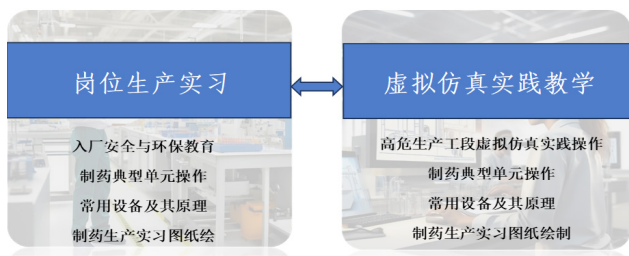 岗位生产实习
入厂安全与环保教育
制药典型单元操作
常用设备及其原理
制药生产实习图纸绘
虚拟仿真实践教学
高危生产工段虚拟仿真实践操作
制药典型单元操作
常用设备及其原理
制药生产实习图纸绘制